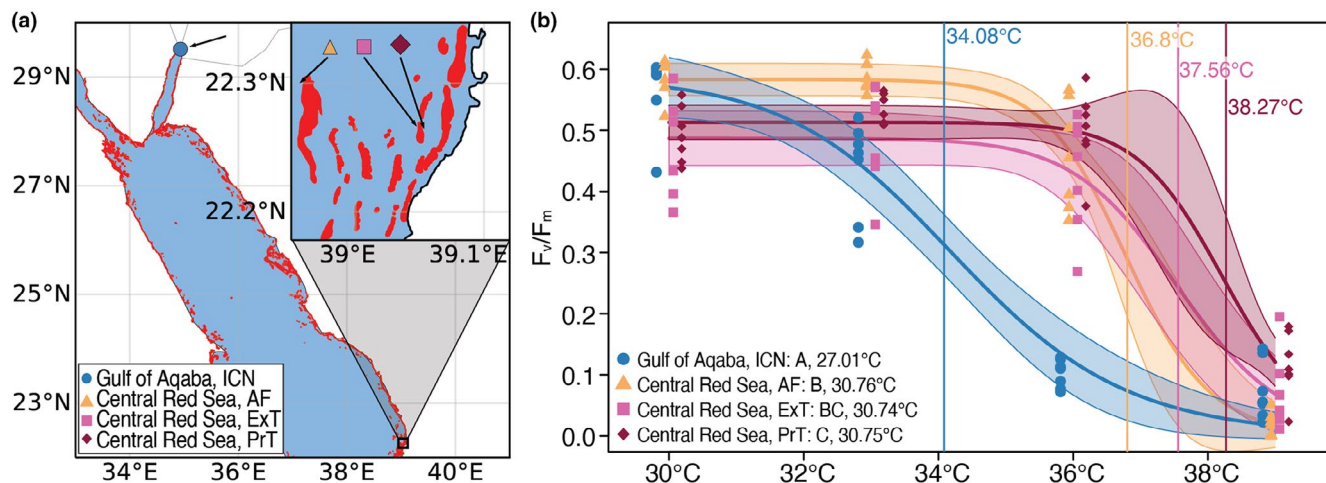 (a)
29°N
27°N
25°N
23°N
34°E
36°E
38°E
40°E
22.3°N
22.2°N
39°E
39.1°E
Gulf of Aqaba, ICN
Central Red Sea, AF
Central Red Sea, ExT
Central Red Sea, PrT
(b)
34.08°C
36.8°C
37.56°C
38.27°C
Fv/Fm
0.6
0.5
0.4
0.3
0.2
0.1
0.0
Gulf of Aqaba, ICN: A, 27.01°C
Central Red Sea, AF: B, 30.76°C
Central Red Sea, ExT: BC, 30.74°C
Central Red Sea, PrT: C, 30.75°C
30°C
32°C
34°C
36°C
38°C